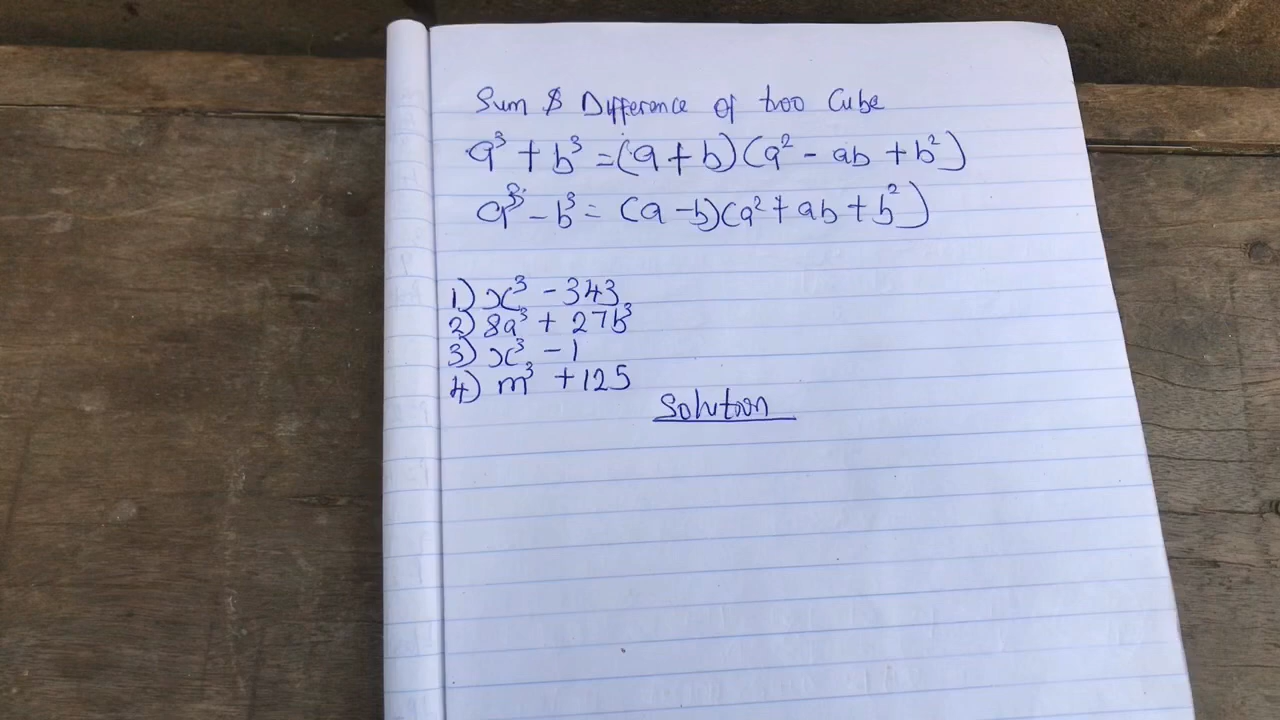 Sum & Difference of two Cube
a³ + b³ = (a + b)(a² - ab + b²)
a³ - b³ = (a - b)(a² + ab + b²)
1) x³ - 343
2) 8a³ + 27b³
3) x³ - 1
4) m³ + 125
Solution